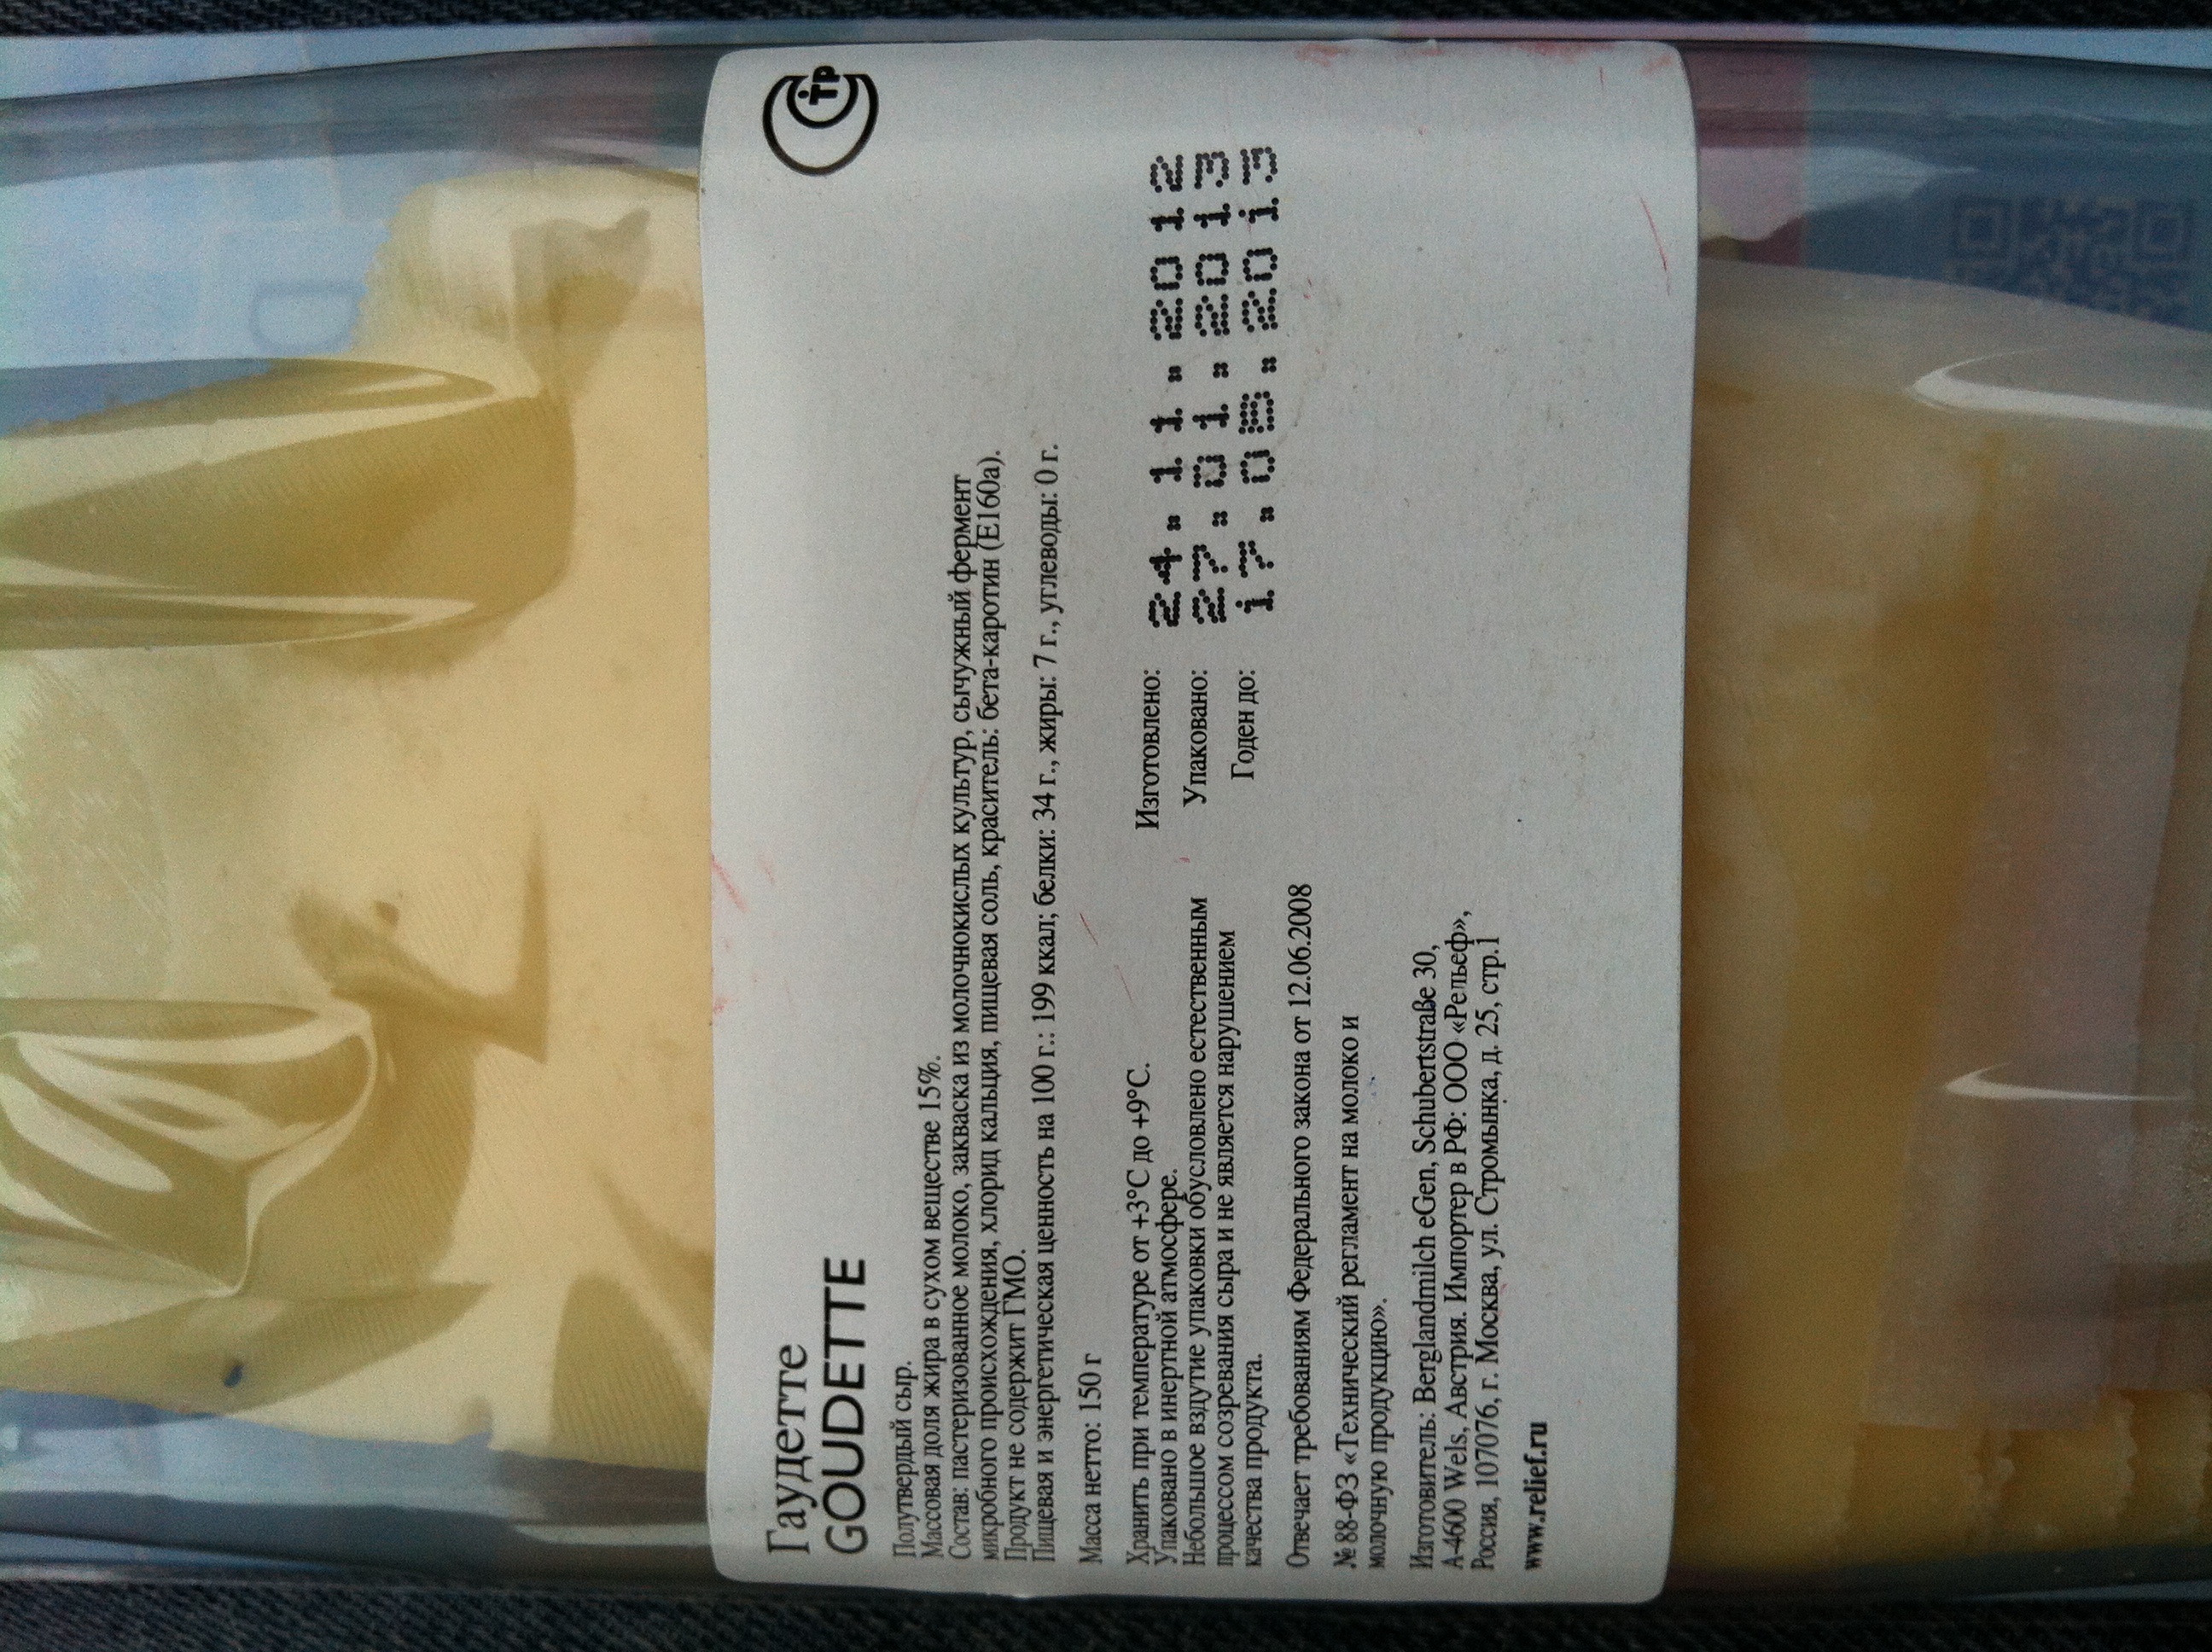 Гаудетте
GOUDETTE
Полутвердый сыр.
Массовая доля жира в сухом веществе 15%.
Состав: пастеризованное молоко, закваска из молочнокислых культур, сычужный фермент
микробного происхождения, хлорид кальция, пищевая соль, краситель: бета-каротин (Е160а).
Продукт не содержит ГМО.
Пищевая и энергетическая ценность на 100 г.: 199 ккал; белки: 34 г., жиры: 7 г., углеводы: 0 г.
Масса нетто: 150 г
Хранить при температуре от +3°С до +9°С.
Упаковано в инертной атмосфере.
Небольшое вздутие упаковки обусловлено естественным
процессом созревания сыра и не является нарушением
качества продукта.
Изготовлено: 24.11.2012
Упаковано: 27.01.2013
Годен до: 17.05.2013
Отвечает требованиям Федерального закона от 12.06.2008
№ 88-ФЗ «Технический регламент на молоко и
молочную продукцию».
Изготовитель: Berglandmilch eGen, Schubertstraße 30,
A-4600 Wels, Австрия. Импортер в РФ: ООО «Рельеф»,
Россия, 107076, г. Москва, ул. Стромынка, д. 25, стр.1
www.relief.ru